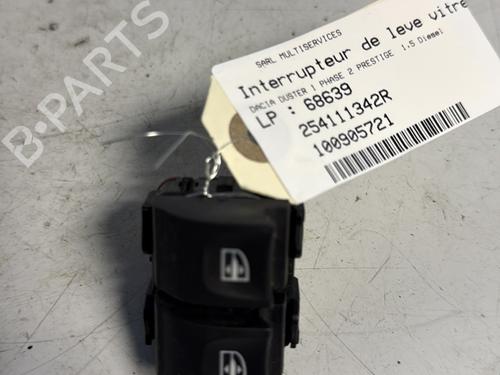 B-PARTS
SARL MULTISERVICES
Interrupteur de leve vitre
DACIA DUSTER 1 PHASE 2 PRESTIGE 1.5 Diesel
LP : 68639
254111342R
100905721